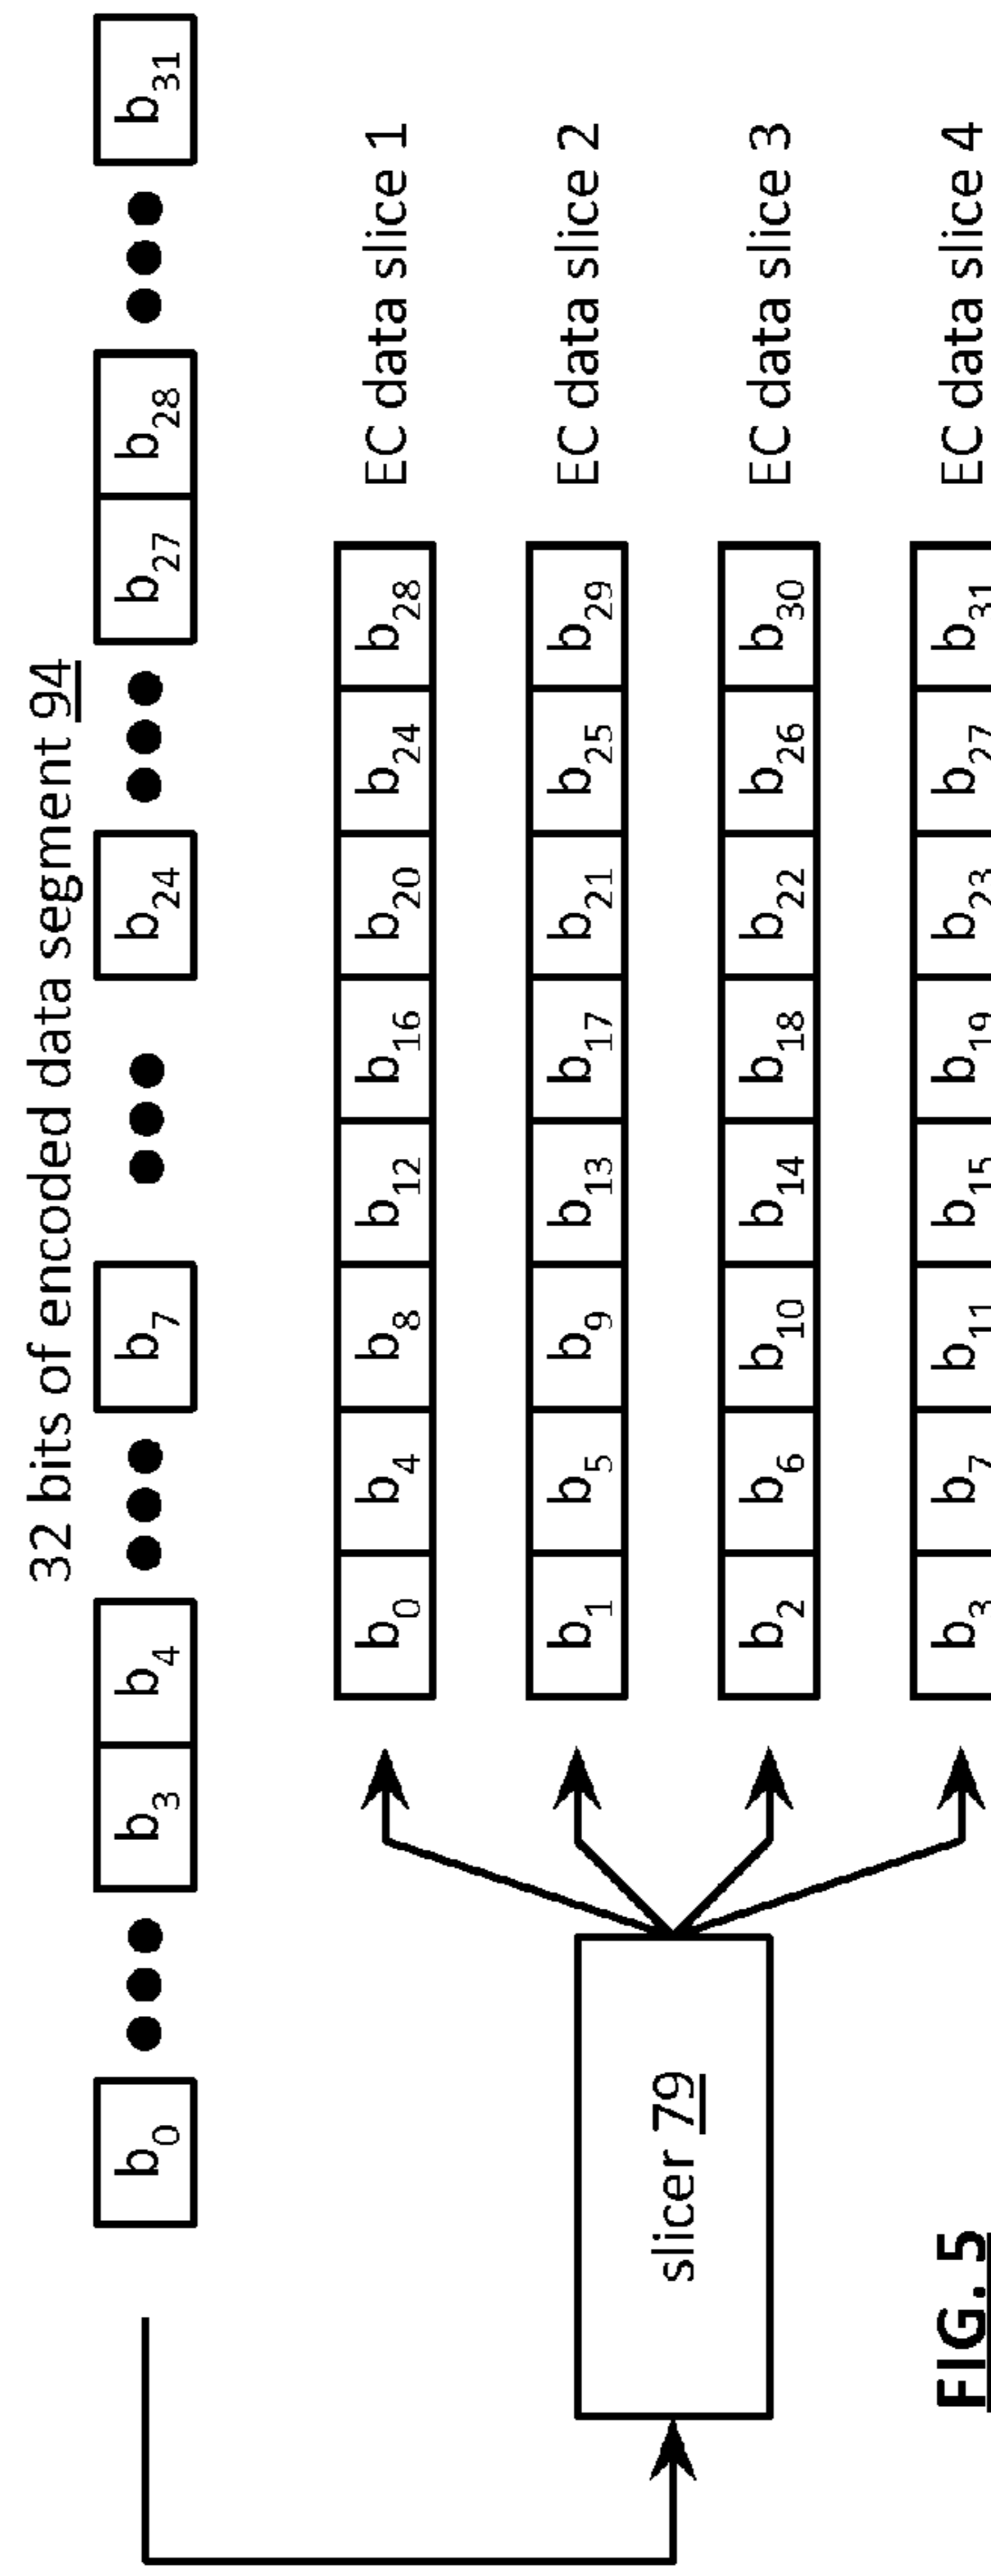 32 bits of encoded data segment 94
b0 ••• b3 b4 ••• b7 ••• b24 ••• b27 b28 ••• b31
b0 b4 b8 b12 b16 b20 b24 b28 EC data slice 1
b1 b5 b9 b13 b17 b21 b25 b29 EC data slice 2
slicer 79
b2 b6 b10 b14 b18 b22 b26 b30 EC data slice 3
b3 b7 b11 b15 b19 b23 b27 b31 EC data slice 4
FIG. 5